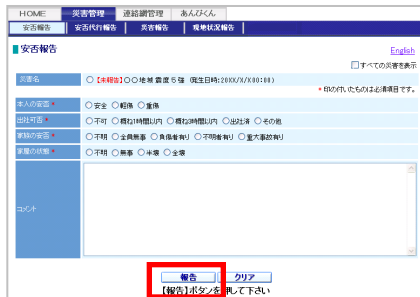 HOME 災害管理 連絡網管理 あんぴくん
安否報告 安否代行報告 災害報告 現地状況報告
安否報告 English
すべての災害を表示
災害名 【未報告】〇〇地域 震度5強 (発生日時:20XX/X/X00:00)
* 印の付いたものは必須項目です。
本人の安否 * 安全 軽傷 重傷
出社可否 * 不可 概ね1時間以内 概ね3時間以内 出社済 その他
家族の安否 * 不明 全員無事 負傷者有り 不明者有り 重大事故有り
家屋の状態 * 不明 無事 半壊 全壊
コメント
報告 クリア
【報告】ボタンを押して下さい